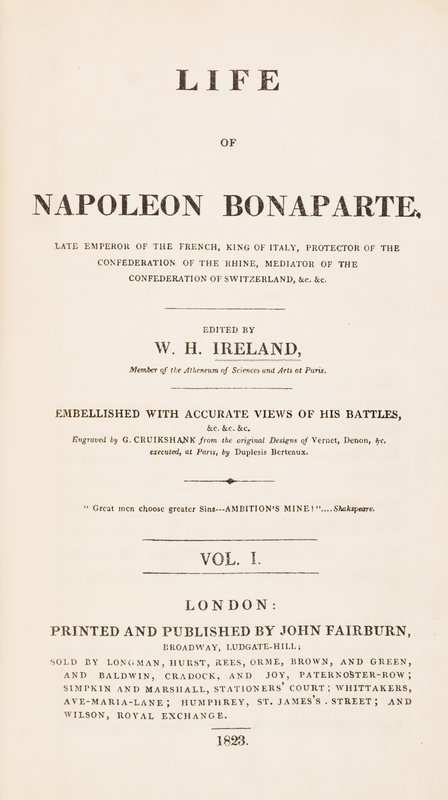 LIFE
OF
NAPOLEON BONAPARTE,
LATE EMPEROR OF THE FRENCH, KING OF ITALY, PROTECTOR OF THE
CONFEDERATION OF THE RHINE, MEDIATOR OF THE
CONFEDERATION OF SWITZERLAND, &c. &c.
EDITED BY
W. H. IRELAND,
Member of the Atheneum of Sciences and Arts at Paris.
EMBELLISHED WITH ACCURATE VIEWS OF HIS BATTLES,
&c. &c. &c.
Engraved by G. CRUIKSHANK from the original Designs of Vernet, Denon, &c.
executed, at Paris, by Duplesis Berteaux.
" Great men choose greater Sins---AMBITION'S MINE!"....Shakspeare.
VOL. I.
LONDON:
PRINTED AND PUBLISHED BY JOHN FAIRBURN,
BROADWAY, LUDGATE-HILL;
SOLD BY LONGMAN, HURST, REES, ORME, BROWN, AND GREEN,
AND BALDWIN, CRADOCK, AND JOY, PATERNOSTER-ROW;
SIMPKIN AND MARSHALL, STATIONERS' COURT; WHITTAKERS,
AVE-MARIA-LANE; HUMPHREY, ST. JAMES'S . STREET; AND
WILSON, ROYAL EXCHANGE.
1823.